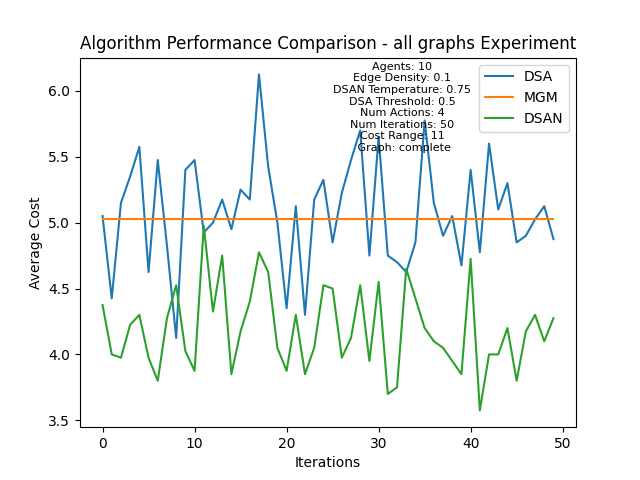 Algorithm Performance Comparison - all graphs Experiment
Agents: 10
Edge Density: 0.1
DSAN Temperature: 0.75
DSA Threshold: 0.5
Num Actions: 4
Num Iterations: 50
Cost Range: 11
Graph: complete
DSA
MGM
DSAN
Average Cost
6.0
5.5
5.0
4.5
4.0
3.5
0
10
20
30
40
50
Iterations